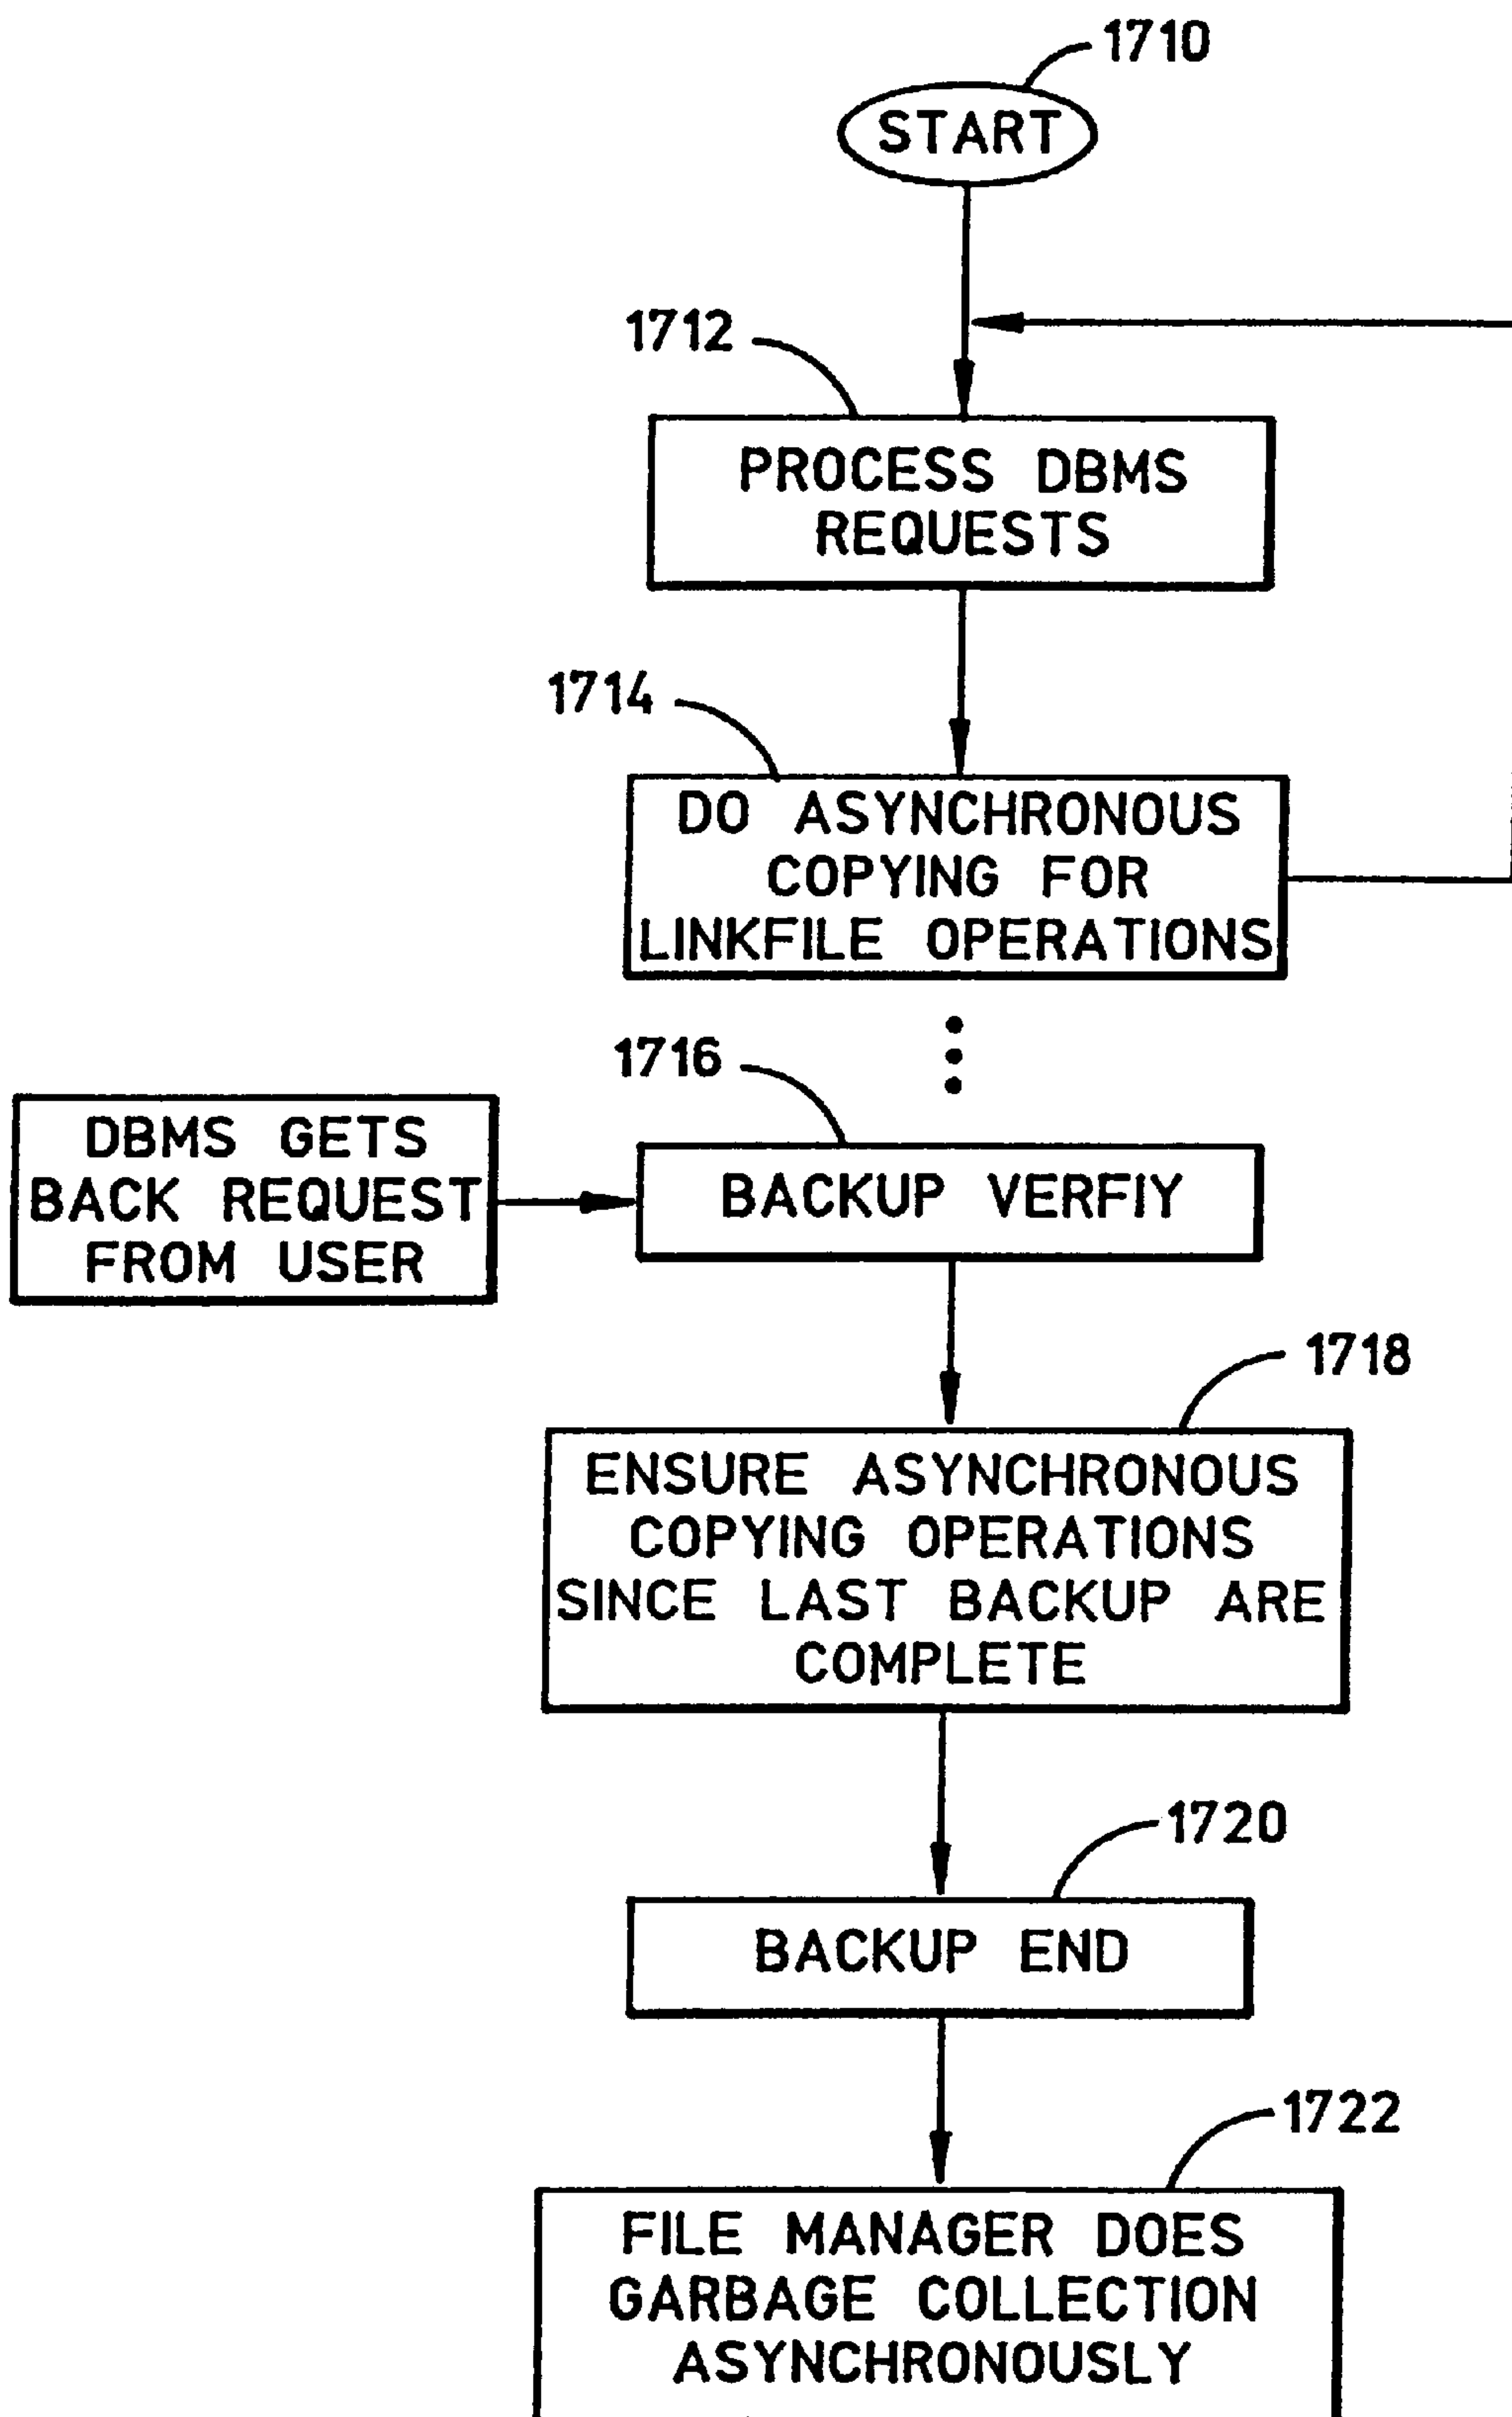 1710
START
1712
PROCESS DBMS
REQUESTS
1714
DO ASYNCHRONOUS
COPYING FOR
LINKFILE OPERATIONS
1716
DBMS GETS
BACK REQUEST
FROM USER
BACKUP VERFIY
1718
ENSURE ASYNCHRONOUS
COPYING OPERATIONS
SINCE LAST BACKUP ARE
COMPLETE
1720
BACKUP END
1722
FILE MANAGER DOES
GARBAGE COLLECTION
ASYNCHRONOUSLY